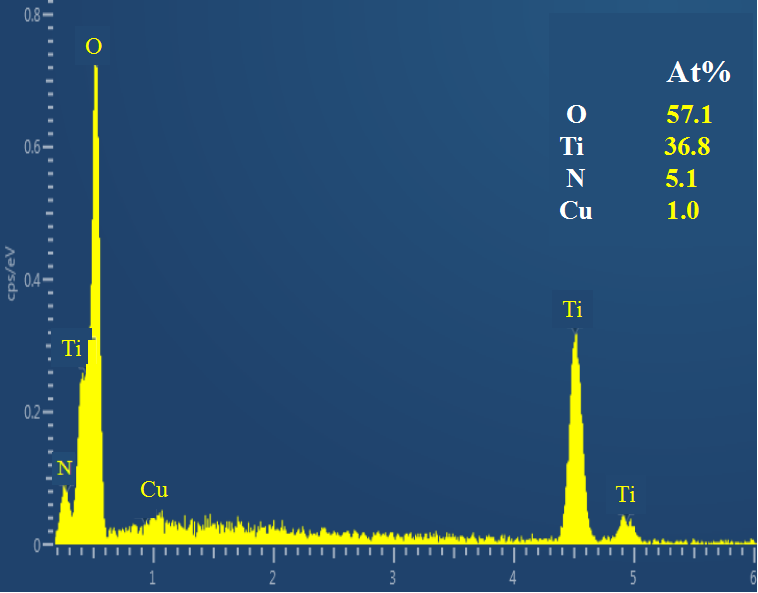 0.8
O
At%
O 57.1
Ti 36.8
N 5.1
Cu 1.0
0.6
cps/eV
0.4
Ti
Ti
0.2
N
Cu
Ti
0
1 2 3 4 5 6